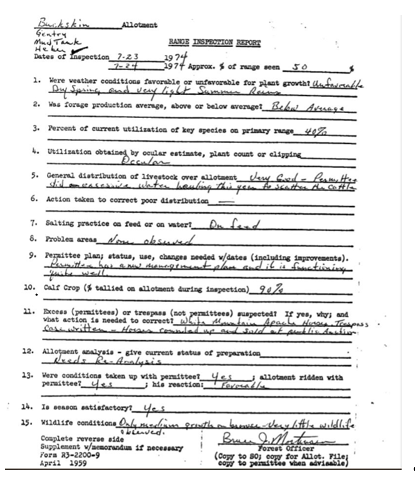 Buckskin Allotment
Gentry
Mud Tank
Heber ✓ RANGE INSPECTION REPORT
Dates of Inspection 7-23 1974
7-24 1974 Approx. % of range seen 50 %
1. Were weather conditions favorable or unfavorable for plant growth? Unfavorable
Dry Spring and very light Summer Rains
2. Was forage production average, above or below average? Below Average
3. Percent of current utilization of key species on primary range 40%
4. Utilization obtained by ocular estimate, plant count or clipping
Occular
5. General distribution of livestock over allotment Very Good - Permittee
did an excessive water hauling this year to scatter the cattle
6. Action taken to correct poor distribution —
7. Salting practice on feed or on water? On feed
8. Problem areas None observed
9. Permittee plan; status, use, changes needed w/dates (including improvements).
Permittee has a new management plan and it is functioning
quite well
10. Calf Crop (% tallied on allotment during inspection) 90%
11. Excess (permittees) or trespass (not permittees) suspected? If yes, why; and
what action is needed to correct? White Mountain Apache Horses. Trespass
Case written - Horses rounded up and sold at public Auction
12. Allotment analysis - give current status of preparation
Needs Re-Analysis
13. Were conditions taken up with permittee? Yes ; allotment ridden with
permittee? Yes ; his reaction: Favorable
14. Is season satisfactory? Yes
15. Wildlife conditions Only medium growth on browse - Very little wildlife
observed.
Complete reverse side
Supplement w/memorandum if necessary
Form R3-2200-9
April 1959
Bruce J. 
Forest Officer
(Copy to SO; copy for Allot. File;
copy to permittee when advisable)